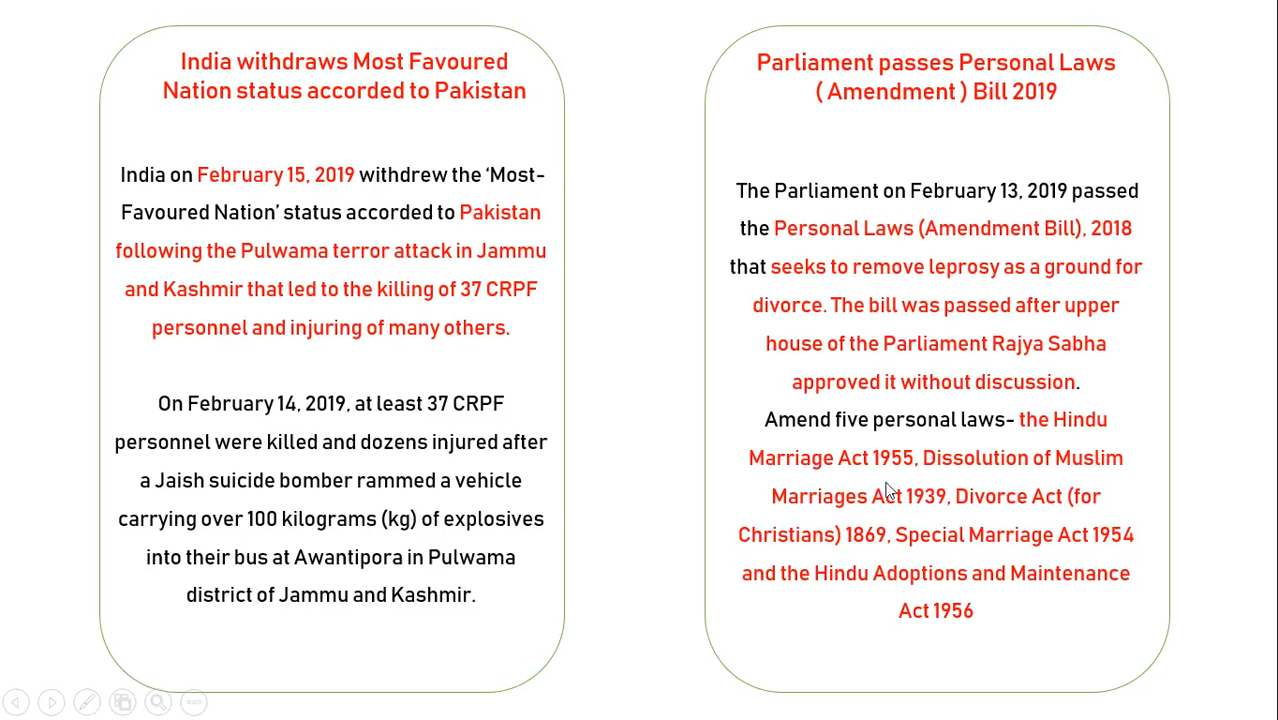 India withdraws Most Favoured
Nation status accorded to Pakistan
India on February 15, 2019 withdrew the ‘Most-
Favoured Nation’ status accorded to Pakistan
following the Pulwama terror attack in Jammu
and Kashmir that led to the killing of 37 CRPF
personnel and injuring of many others.
On February 14, 2019, at least 37 CRPF
personnel were killed and dozens injured after
a Jaish suicide bomber rammed a vehicle
carrying over 100 kilograms (kg) of explosives
into their bus at Awantipora in Pulwama
district of Jammu and Kashmir.
Parliament passes Personal Laws
( Amendment ) Bill 2019
The Parliament on February 13, 2019 passed
the Personal Laws (Amendment Bill), 2018
that seeks to remove leprosy as a ground for
divorce. The bill was passed after upper
house of the Parliament Rajya Sabha
approved it without discussion.
Amend five personal laws- the Hindu
Marriage Act 1955, Dissolution of Muslim
Marriages Act 1939, Divorce Act (for
Christians) 1869, Special Marriage Act 1954
and the Hindu Adoptions and Maintenance
Act 1956